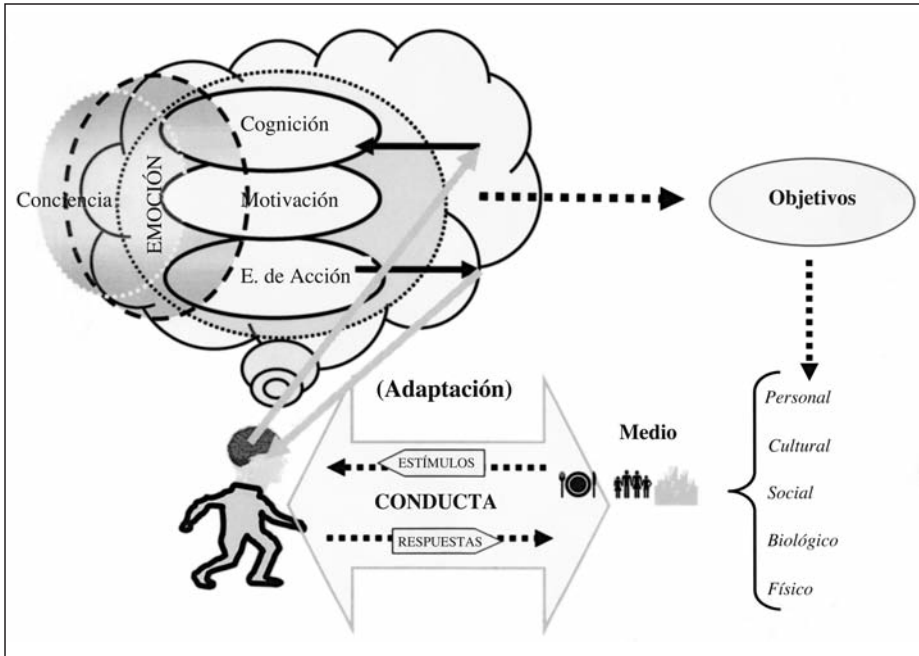 Cognición
Conciencia
EMOCIÓN
Motivación
E. de Acción
Objetivos
(Adaptación)
Medio
ESTÍMULOS
CONDUCTA
RESPUESTAS
Personal
Cultural
Social
Biológico
Físico